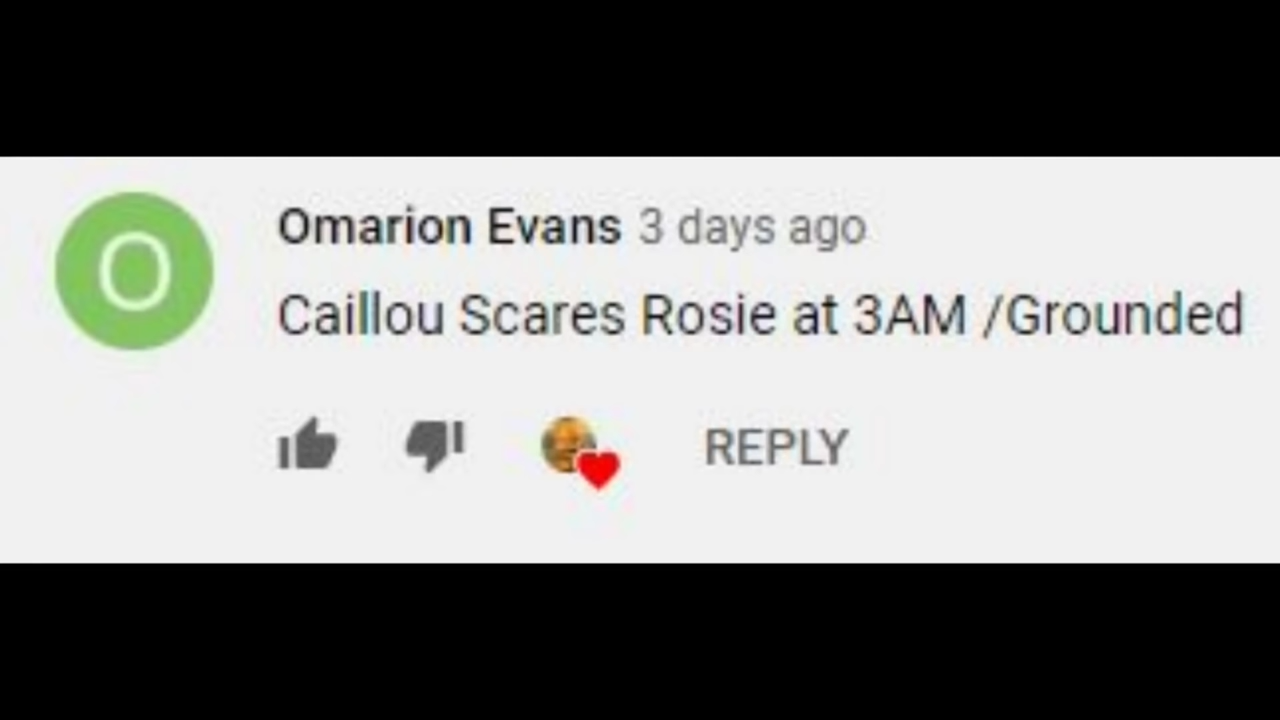 O
Omarion Evans 3 days ago
Caillou Scares Rosie at 3AM /Grounded
REPLY